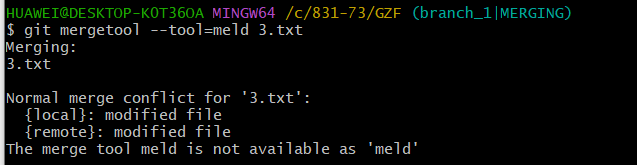 HUAWEI@DESKTOP-KOT36OA MINGW64 /c/831-73/GZF (branch_1|MERGING)
$ git mergetool --tool=meld 3.txt
Merging:
3.txt

Normal merge conflict for '3.txt':
  {local}: modified file
  {remote}: modified file
The merge tool meld is not available as 'meld'